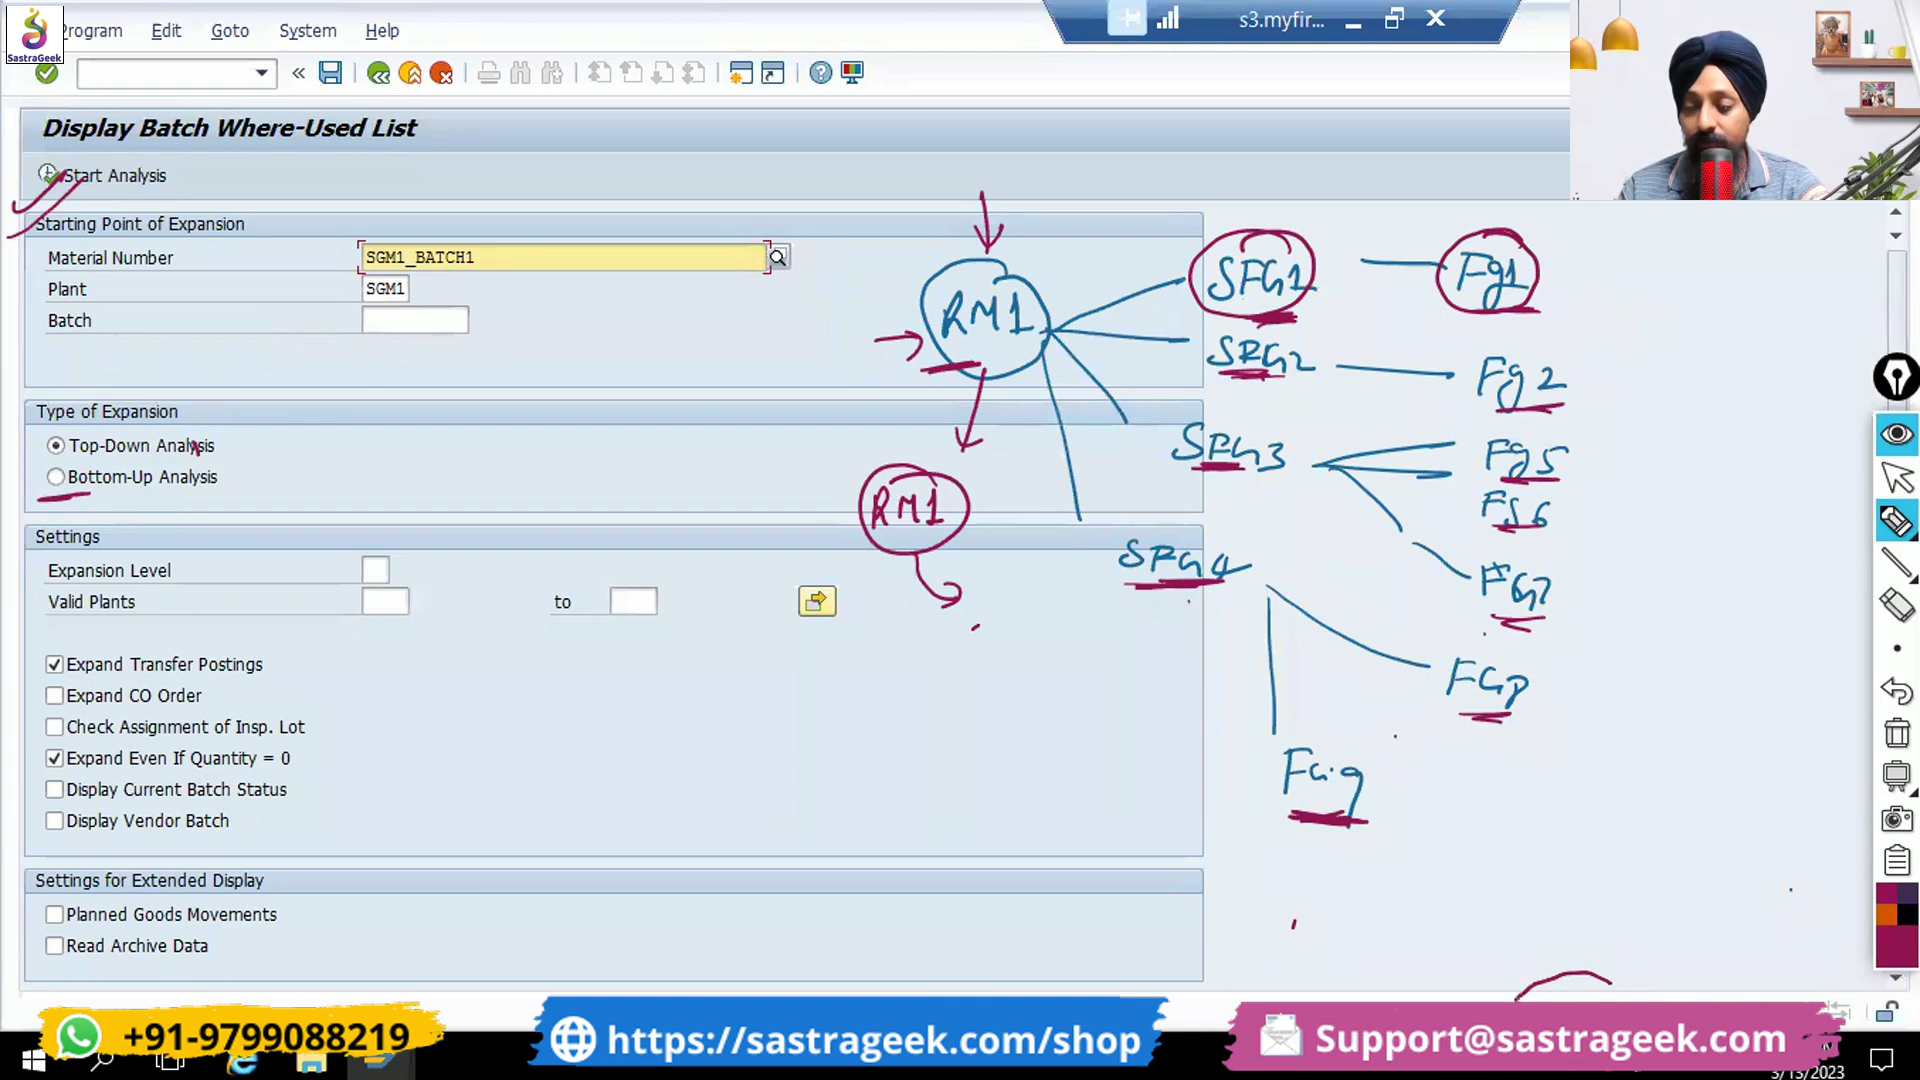 SastraGeek
Program Edit Goto System Help
s3.myfir...
Display Batch Where-Used List
Start Analysis
Starting Point of Expansion
Material Number SGM1_BATCH1
Plant SGM1
Batch
Type of Expansion
Top-Down Analysis
Bottom-Up Analysis
Settings
Expansion Level
Valid Plants to
Expand Transfer Postings
Expand CO Order
Check Assignment of Insp. Lot
Expand Even If Quantity = 0
Display Current Batch Status
Display Vendor Batch
Settings for Extended Display
Planned Goods Movements
Read Archive Data
RM1
RM1
SFG1 Fg1
SFG2 Fg2
SFG3 Fg5
Fg6
SFG4 FG7
FG8
FG9
+91-9799088219
https://sastrageek.com/shop
Support@sastrageek.com
3/13/2023